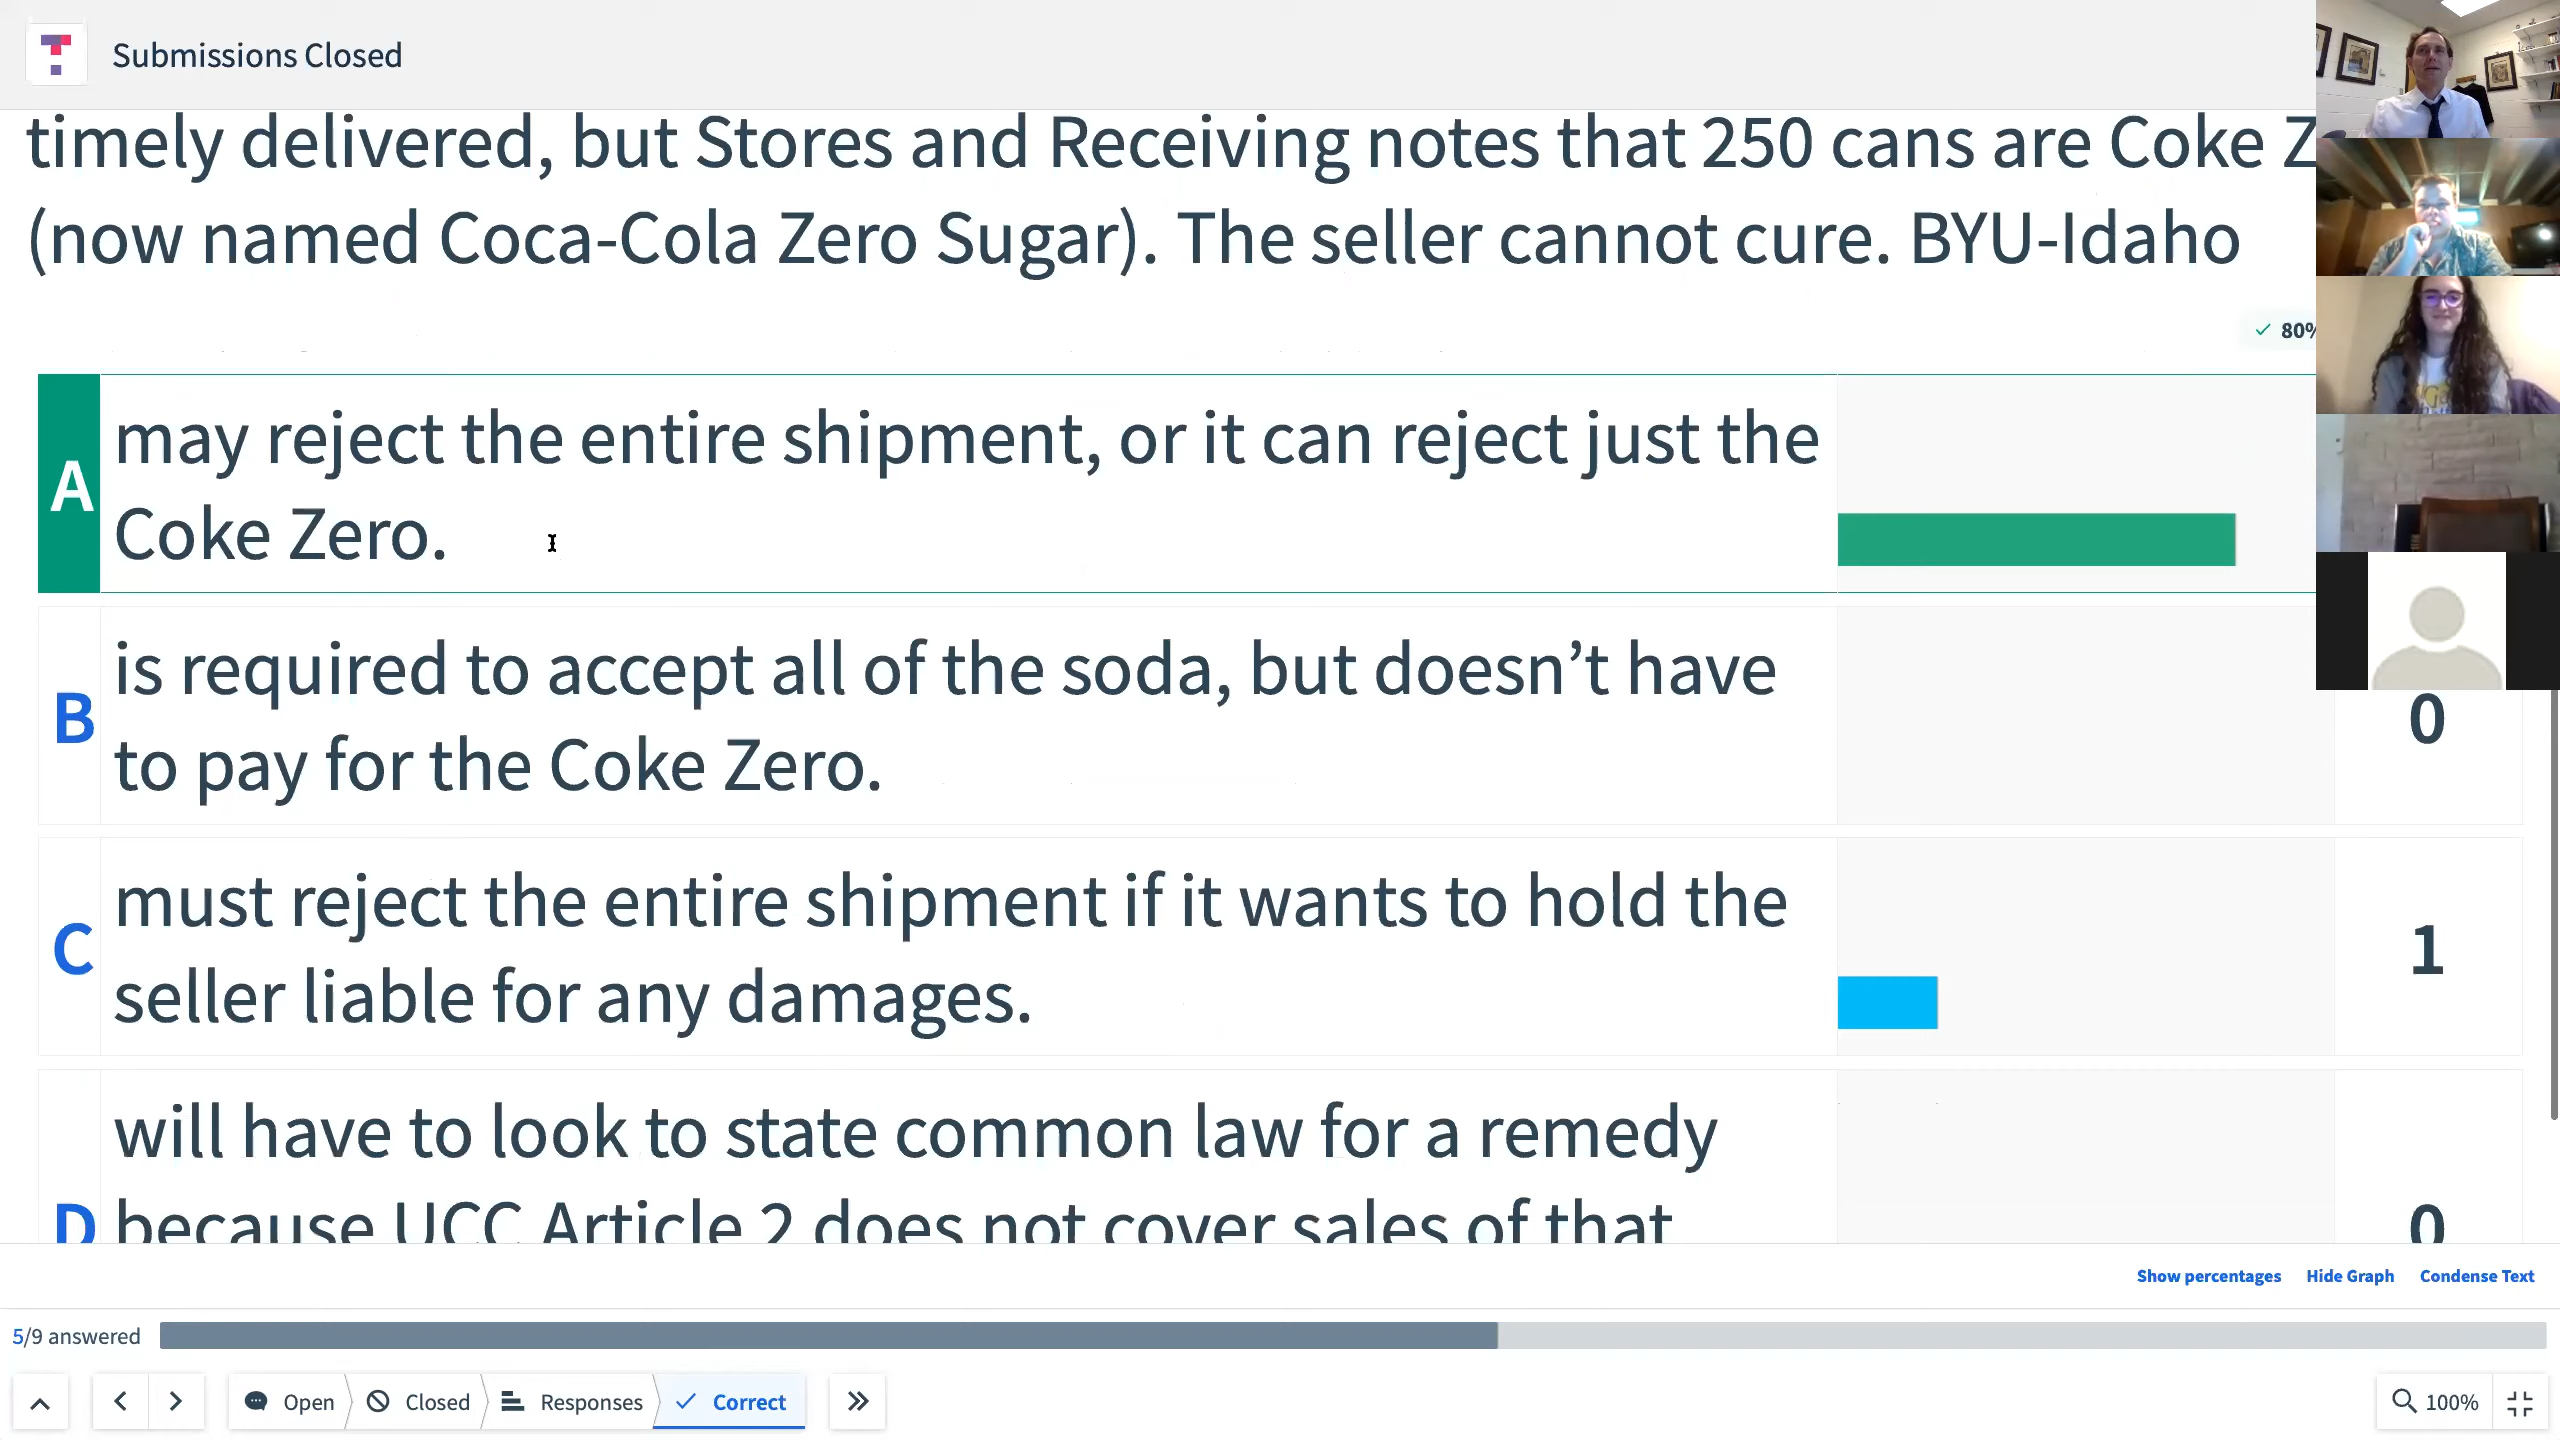 Submissions Closed
timely delivered, but Stores and Receiving notes that 250 cans are Coke Z
(now named Coca-Cola Zero Sugar). The seller cannot cure. BYU-Idaho
80%
A
may reject the entire shipment, or it can reject just the
Coke Zero.
B
is required to accept all of the soda, but doesn’t have
to pay for the Coke Zero.
0
C
must reject the entire shipment if it wants to hold the
seller liable for any damages.
1
D
will have to look to state common law for a remedy
because UCC Article 2 does not cover sales of that
0
Show percentages Hide Graph Condense Text
5/9 answered
Open Closed Responses Correct
100%